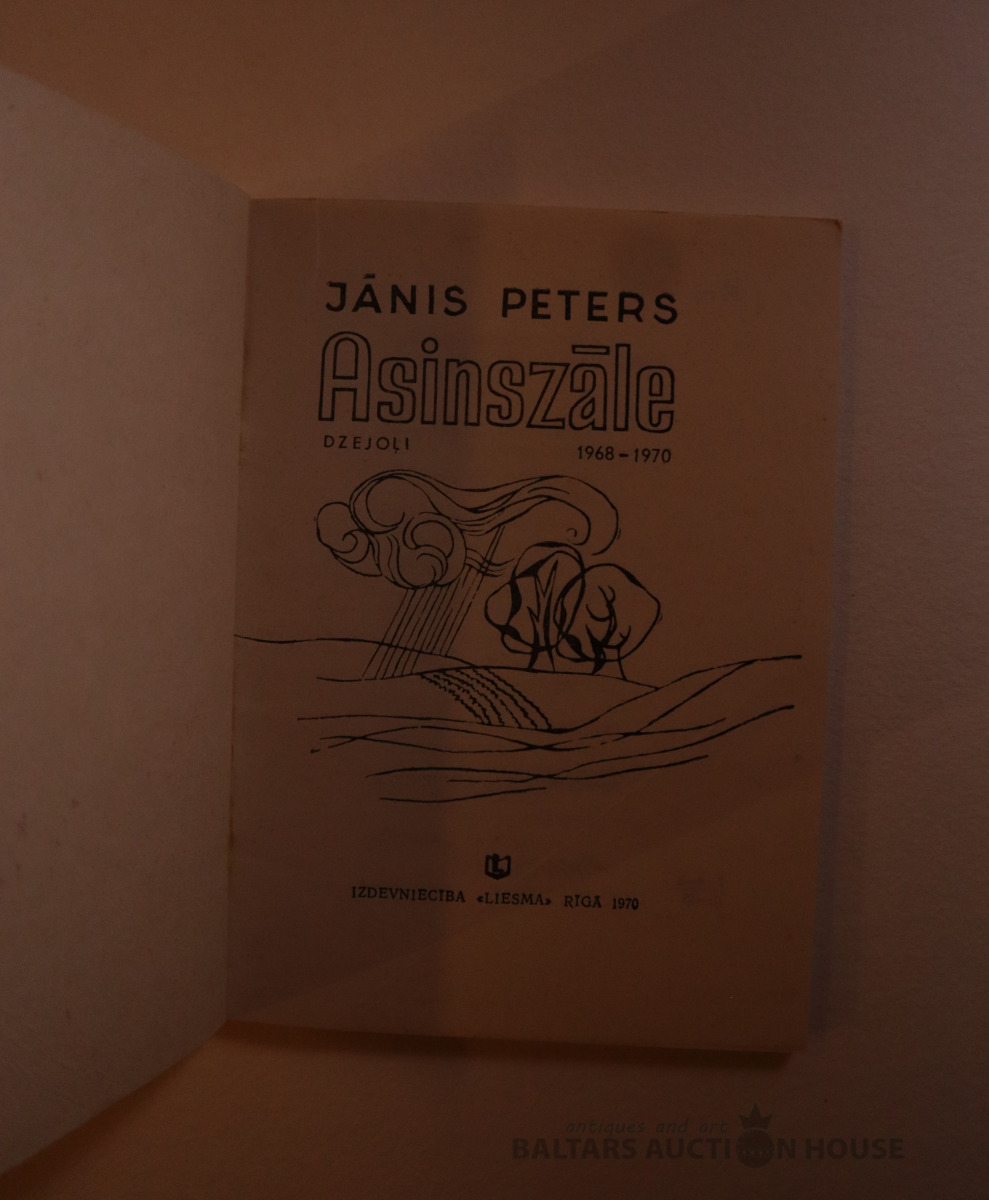 JĀNIS PETERS
Asinszāle
DZEJOĻI 1968–1970
IZDEVNIECĪBA «LIESMA» RĪGĀ 1970
antiques and art
BALTARS AUCTION HOUSE